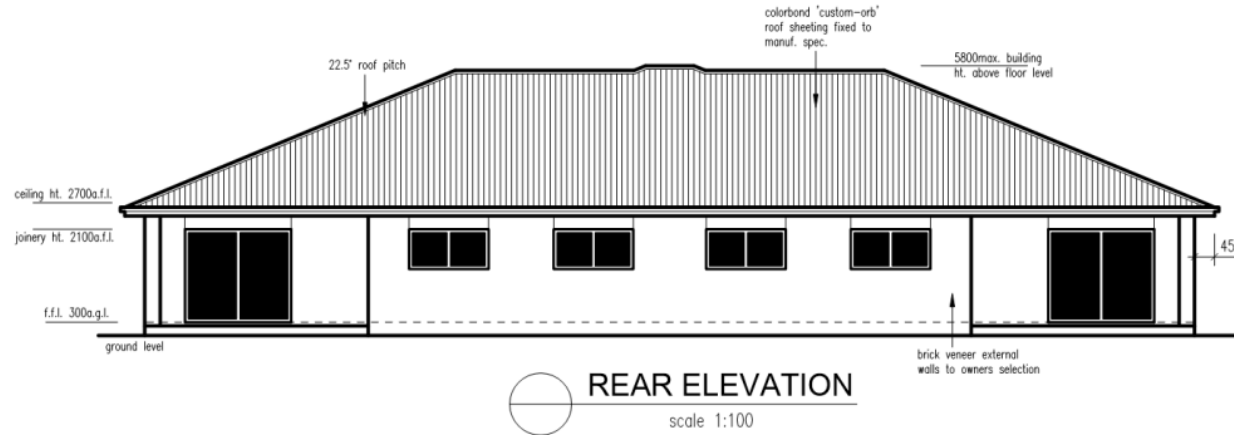 colorbond 'custom-orb'
roof sheeting fixed to
manuf. spec.
22.5° roof pitch
5800max. building
ht. above floor level
ceiling ht. 2700a.f.l.
joinery ht. 2100a.f.l.
45
f.f.l. 300a.g.l.
ground level
brick veneer external
walls to owners selection
REAR ELEVATION
scale 1:100